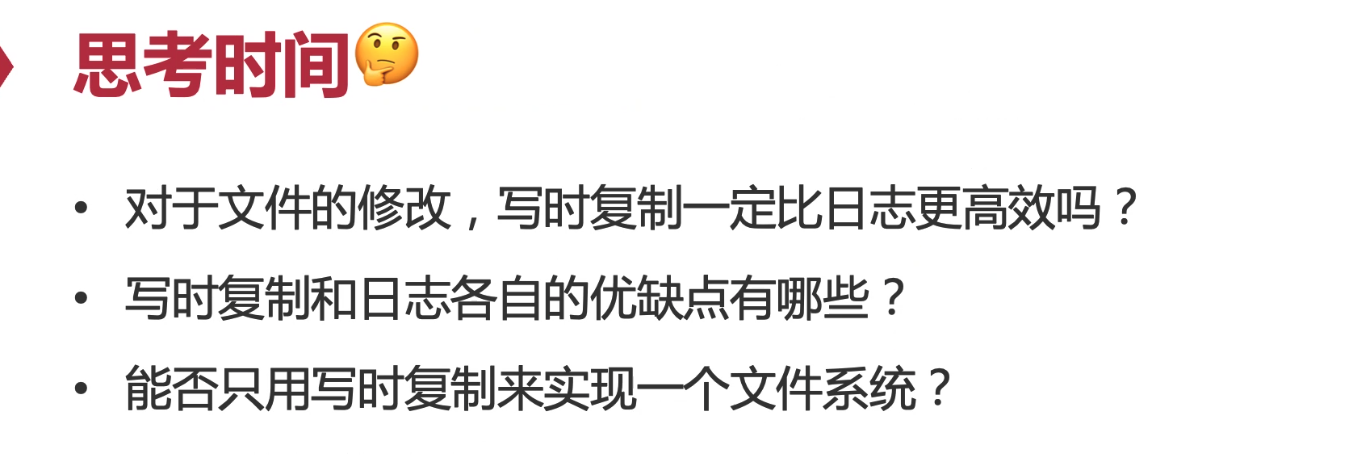 思考时间🤔
• 对于文件的修改，写时复制一定比日志更高效吗？
• 写时复制和日志各自的优缺点有哪些？
• 能否只用写时复制来实现一个文件系统？